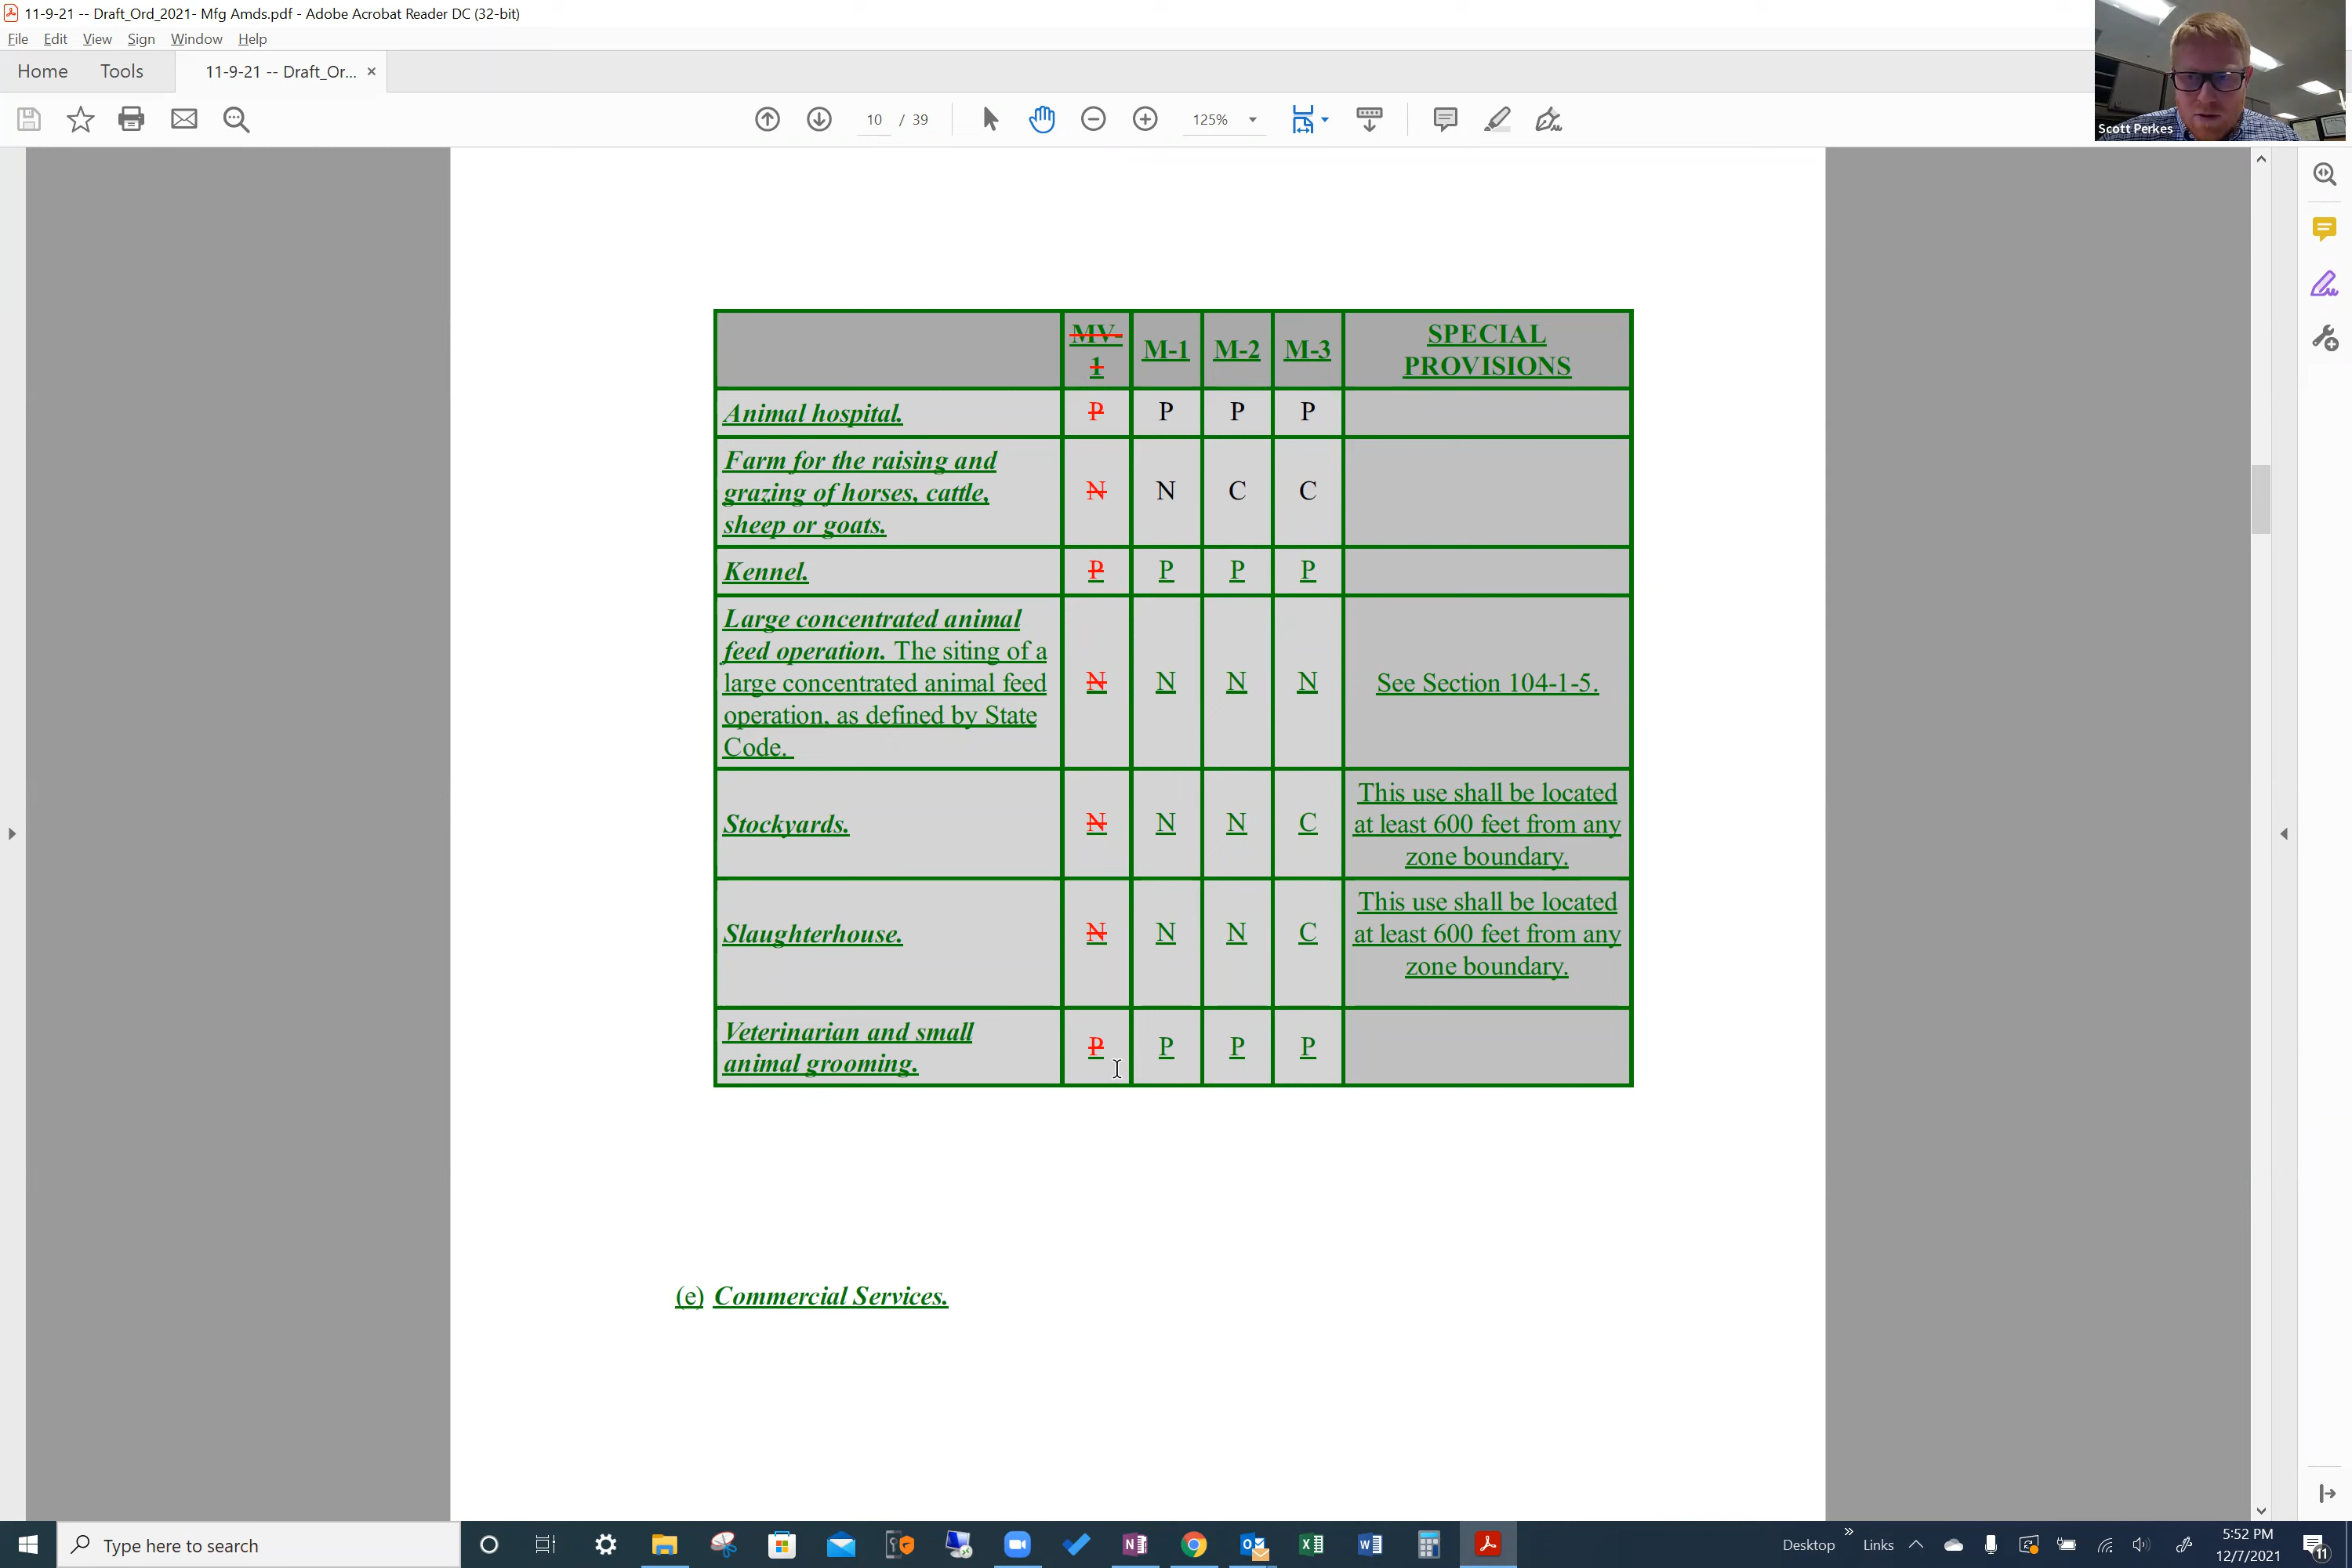 11-9-21 -- Draft_Ord_2021- Mfg Amds.pdf - Adobe Acrobat Reader DC (32-bit)
File Edit View Sign Window Help
Home Tools 11-9-21 -- Draft_Or... ×
10 / 39 125%
Scott Perkes
MV-1 M-1 M-2 M-3 SPECIAL PROVISIONS
Animal hospital. P P P P
Farm for the raising and
grazing of horses, cattle,
sheep or goats.
N N C C
Kennel. P P P P
Large concentrated animal
feed operation. The siting of a
large concentrated animal feed
operation, as defined by State
Code.
N N N N See Section 104-1-5.
Stockyards. N N N C
This use shall be located
at least 600 feet from any
zone boundary.
Slaughterhouse. N N N C
This use shall be located
at least 600 feet from any
zone boundary.
Veterinarian and small
animal grooming.
P P P P
(e) Commercial Services.
Type here to search
Desktop » Links
5:52 PM
12/7/2021
11